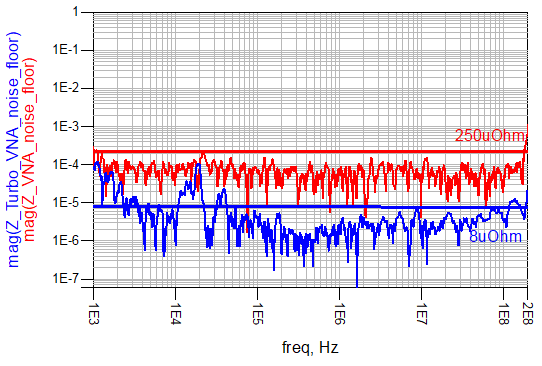 mag(Z_Turbo_VNA_noise_floor)
mag(Z_VNA_noise_floor)
1
1E-1
1E-2
1E-3
1E-4
1E-5
1E-6
1E-7
250uOhm
8uOhm
1E3
1E4
1E5
1E6
1E7
1E8
2E8
freq, Hz